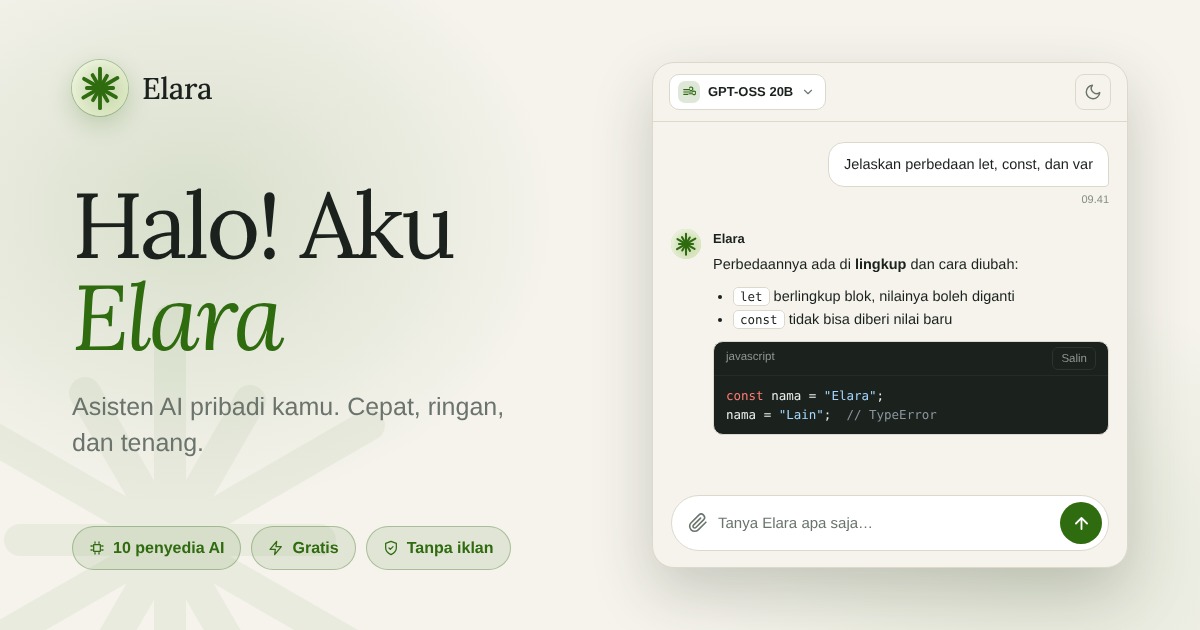 Elara
Halo! Aku
Elara
Asisten AI pribadi kamu. Cepat, ringan,
dan tenang.
10 penyedia AI
Gratis
Tanpa iklan
GPT-OSS 20B
Jelaskan perbedaan let, const, dan var
09.41
Elara
Perbedaannya ada di lingkup dan cara diubah:
• let berlingkup blok, nilainya boleh diganti
• const tidak bisa diberi nilai baru
javascript
Salin
const nama = "Elara";
nama = "Lain";  // TypeError
Tanya Elara apa saja…